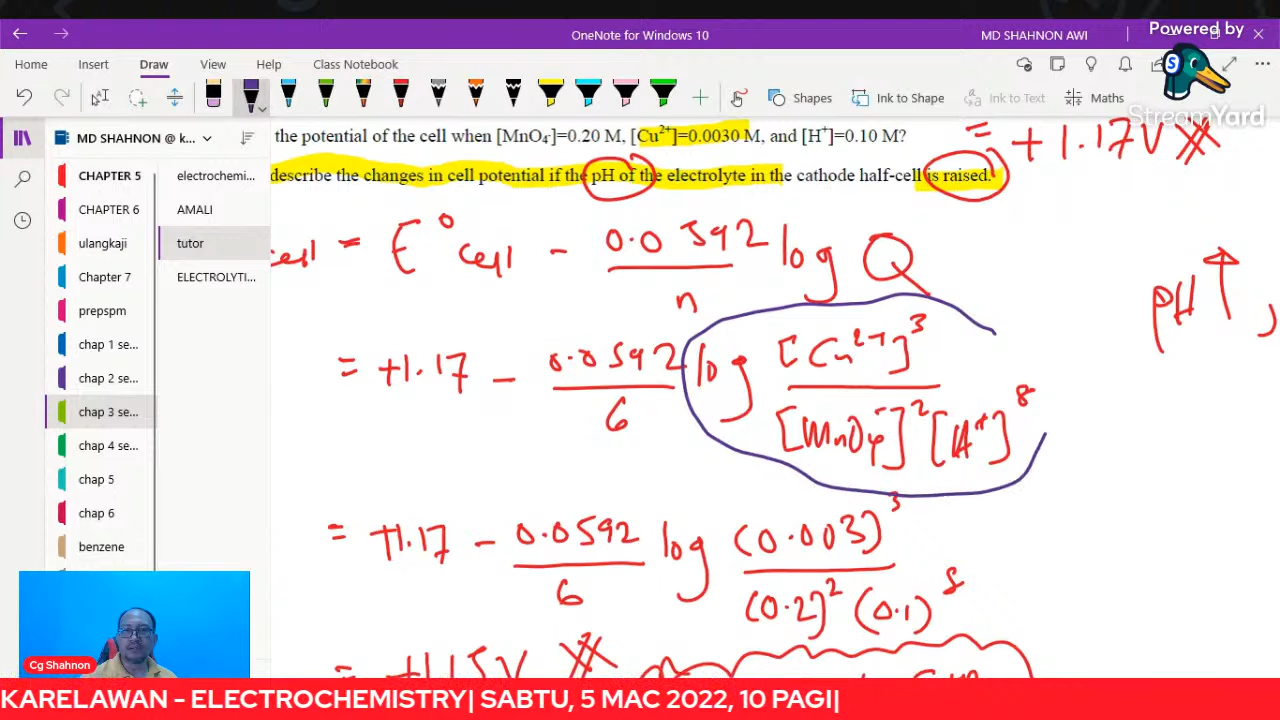 OneNote for Windows 10
MD SHAHNON AWI
Powered by
StreamYard
Home Insert Draw View Help Class Notebook
Shapes Ink to Shape Ink to Text Maths
MD SHAHNON @ k...
CHAPTER 5
CHAPTER 6
ulangkaji
Chapter 7
prepspm
chap 1 se...
chap 2 se...
chap 3 se...
chap 4 se...
chap 5
chap 6
benzene
electrochemi...
AMALI
tutor
ELECTROLYTI...
the potential of the cell when [MnO₄⁻]=0.20 M, [Cu²⁺]=0.0030 M, and [H⁺]=0.10 M?
= +1.17V
describe the changes in cell potential if the pH of the electrolyte in the cathode half-cell is raised.
cell = E⁰cell - 0.0592/n log Q
pH ↑ ,
= +1.17 - 0.0592/6 log [Cu²⁺]³/[MnO₄⁻]²[H⁺]⁸
= +1.17 - 0.0592/6 log (0.003)³/(0.2)²(0.1)⁸
= +1.15V
Cg Shahnon
KARELAWAN - ELECTROCHEMISTRY| SABTU, 5 MAC 2022, 10 PAGI|